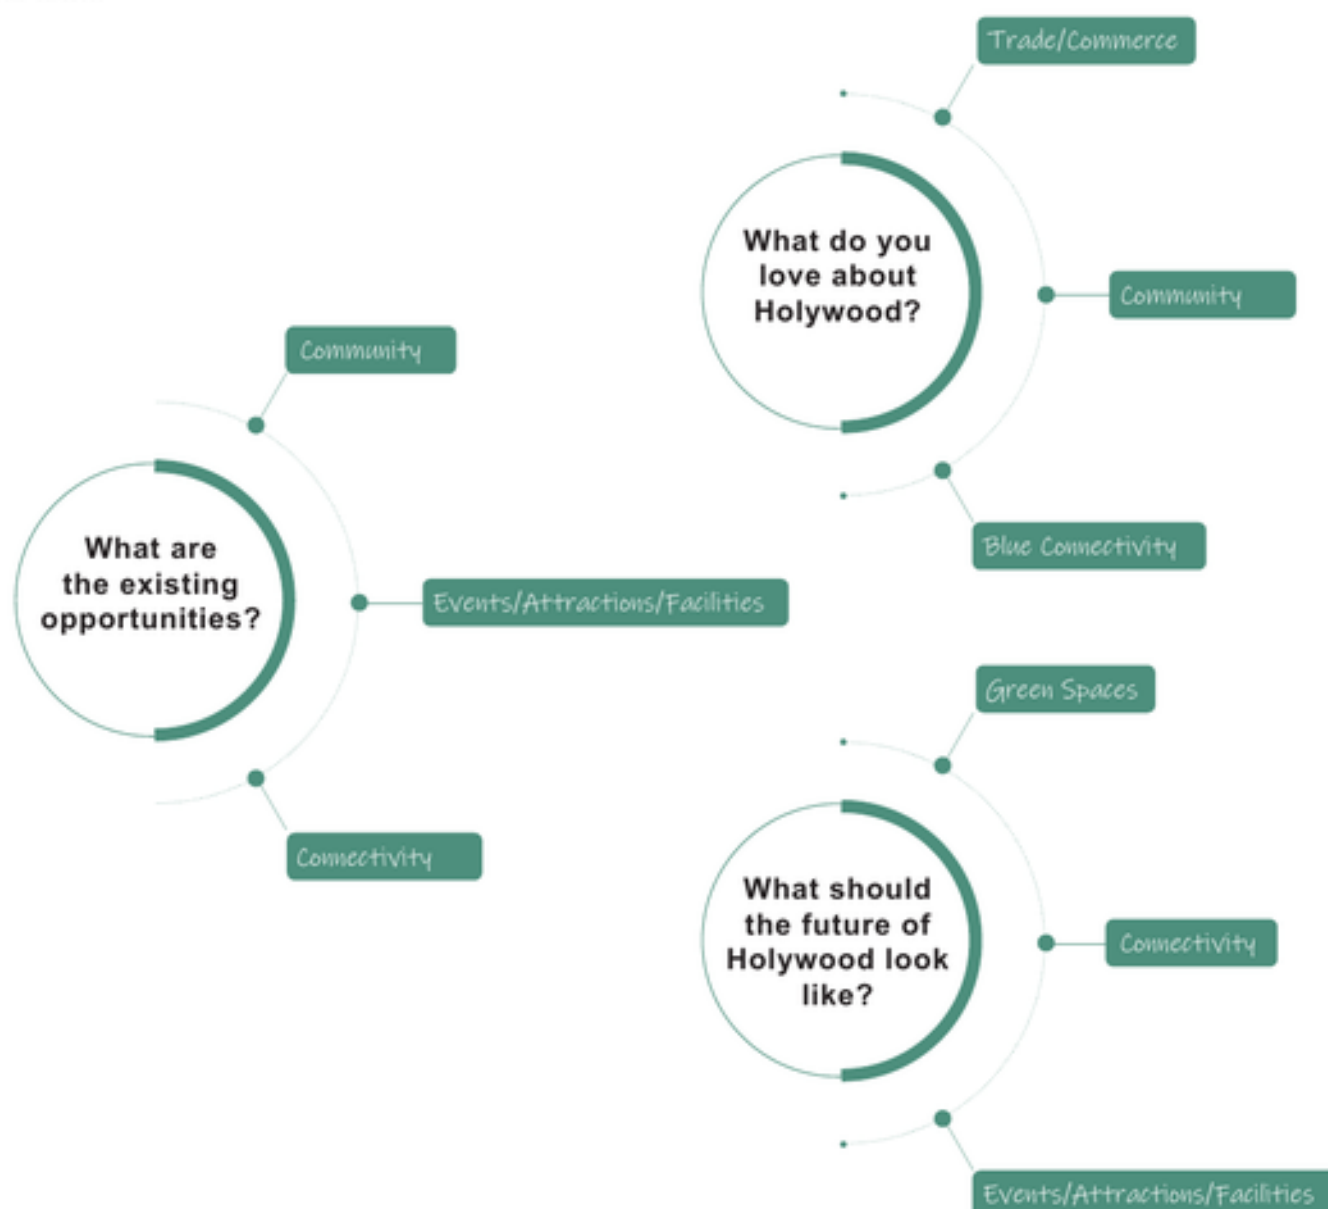 Community
What are
the existing
opportunities?
Events/Attractions/Facilities
Connectivity
Trade/Commerce
What do you
love about
Holywood?
Community
Blue Connectivity
Green Spaces
What should
the future of
Holywood look
like?
Connectivity
Events/Attractions/Facilities